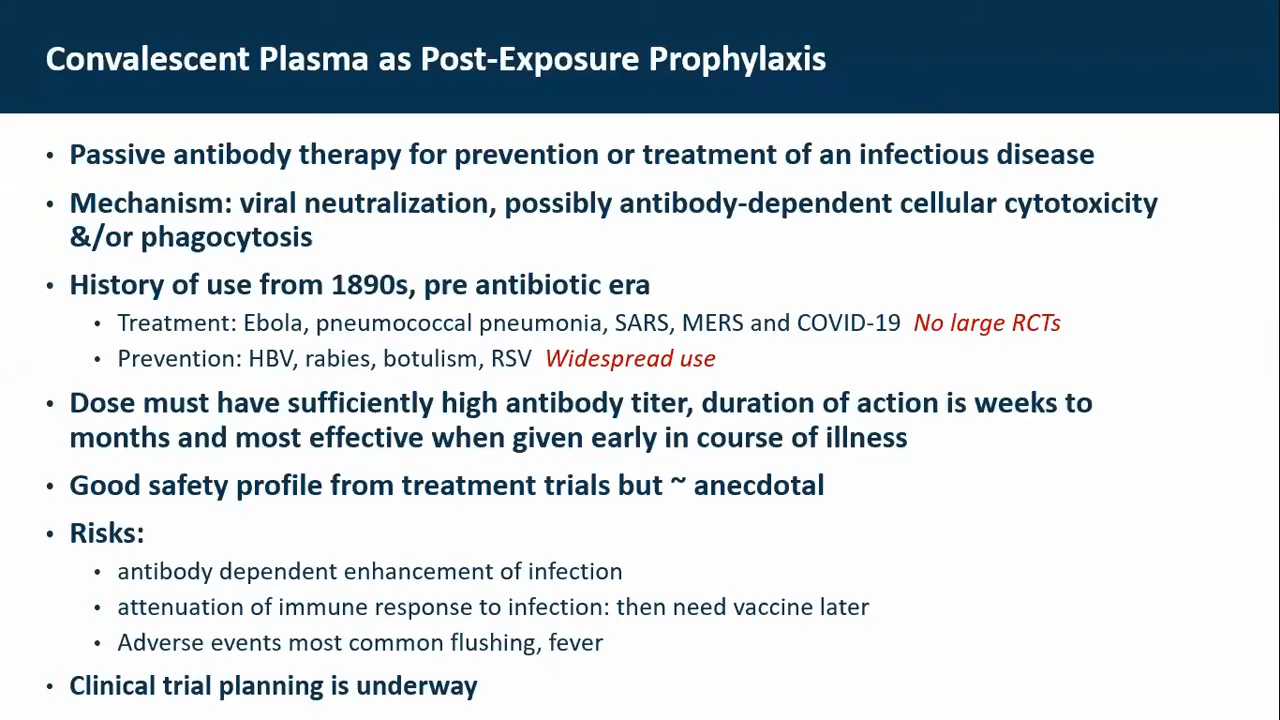 Convalescent Plasma as Post-Exposure Prophylaxis
• Passive antibody therapy for prevention or treatment of an infectious disease
• Mechanism: viral neutralization, possibly antibody-dependent cellular cytotoxicity
&/or phagocytosis
• History of use from 1890s, pre antibiotic era
• Treatment: Ebola, pneumococcal pneumonia, SARS, MERS and COVID-19 No large RCTs
• Prevention: HBV, rabies, botulism, RSV Widespread use
• Dose must have sufficiently high antibody titer, duration of action is weeks to
months and most effective when given early in course of illness
• Good safety profile from treatment trials but ~ anecdotal
• Risks:
• antibody dependent enhancement of infection
• attenuation of immune response to infection: then need vaccine later
• Adverse events most common flushing, fever
• Clinical trial planning is underway